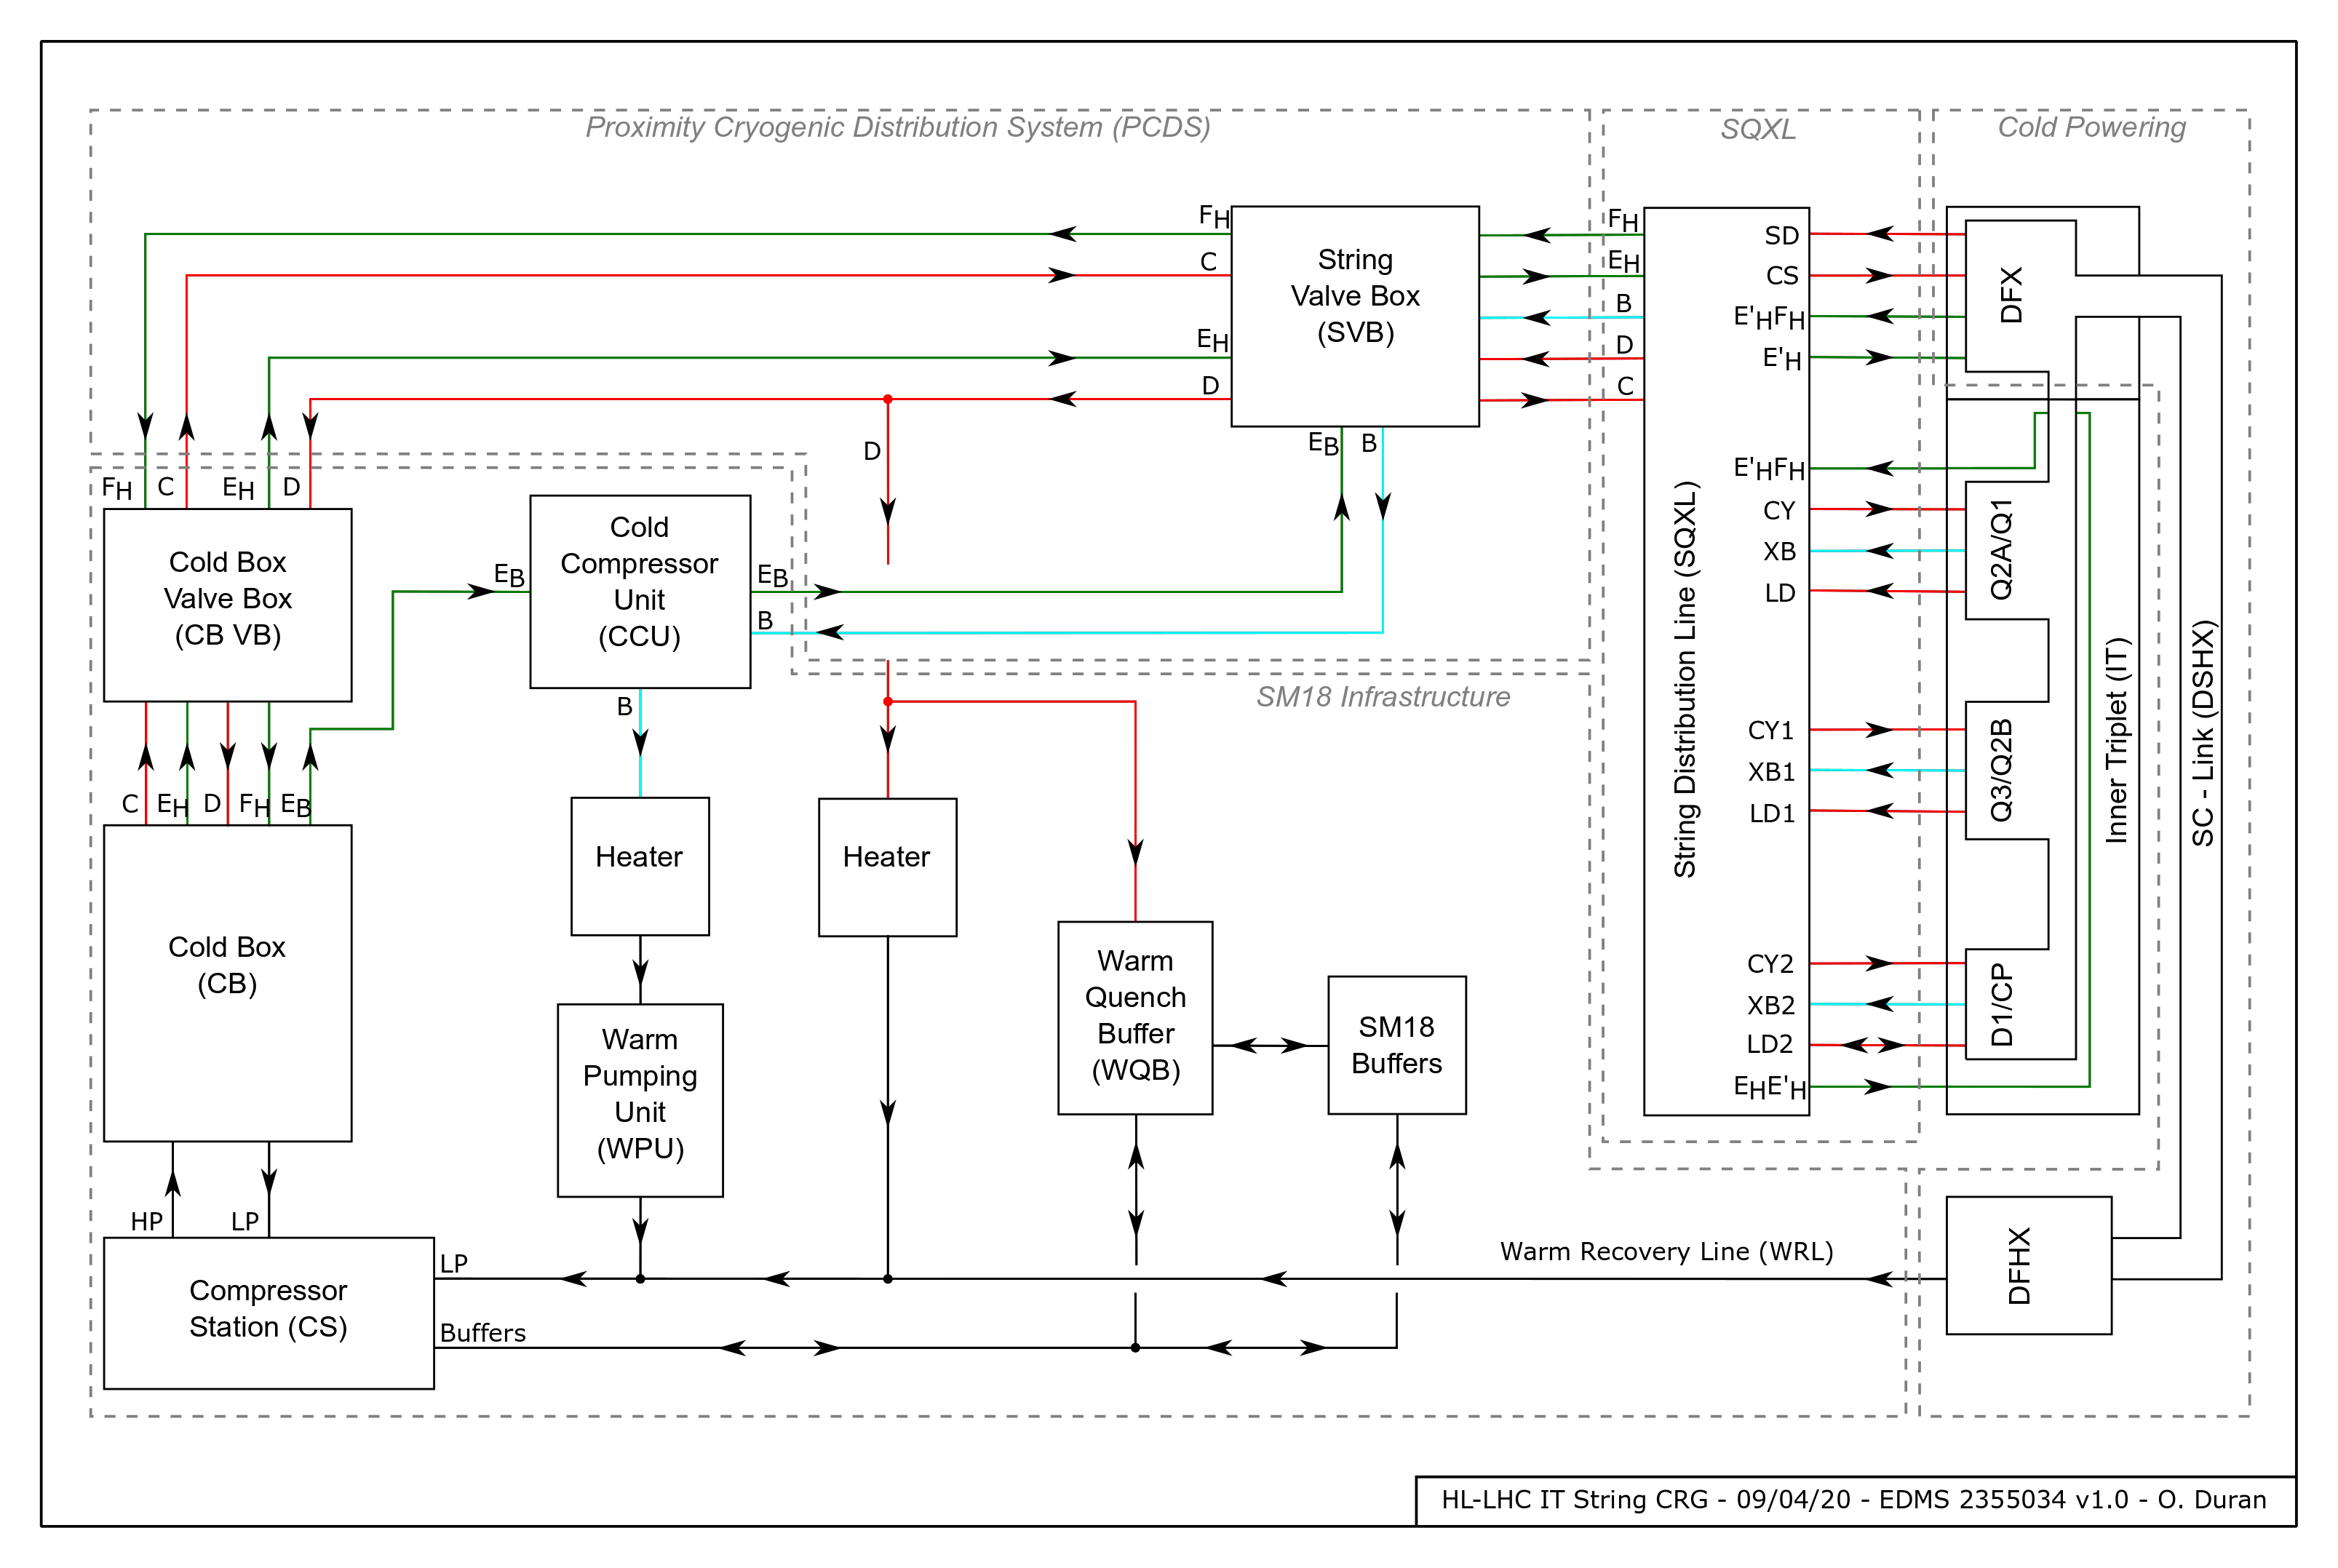 Proximity Cryogenic Distribution System (PCDS)
SQXL
Cold Powering
FH
C
EH
D
String
Valve Box
(SVB)
EB
B
FH
EH
B
D
C
SD
CS
E'HFH
E'H
DFX
D
FH
C
EH
D
Cold Box
Valve Box
(CB VB)
EB
Cold
Compressor
Unit
(CCU)
EB
B
B
String Distribution Line (SQXL)
E'HFH
CY
XB
LD
Q2A/Q1
CY1
XB1
LD1
Q3/Q2B
CY2
XB2
LD2
EHE'H
D1/CP
Inner Triplet (IT)
SC - Link (DSHX)
SM18 Infrastructure
C
EH
D
FH
EB
Cold Box
(CB)
Heater
Heater
Warm
Pumping
Unit
(WPU)
Warm
Quench
Buffer
(WQB)
SM18
Buffers
HP
LP
Compressor
Station (CS)
LP
Buffers
Warm Recovery Line (WRL)
DFHX
HL-LHC IT String CRG - 09/04/20 - EDMS 2355034 v1.0 - O. Duran